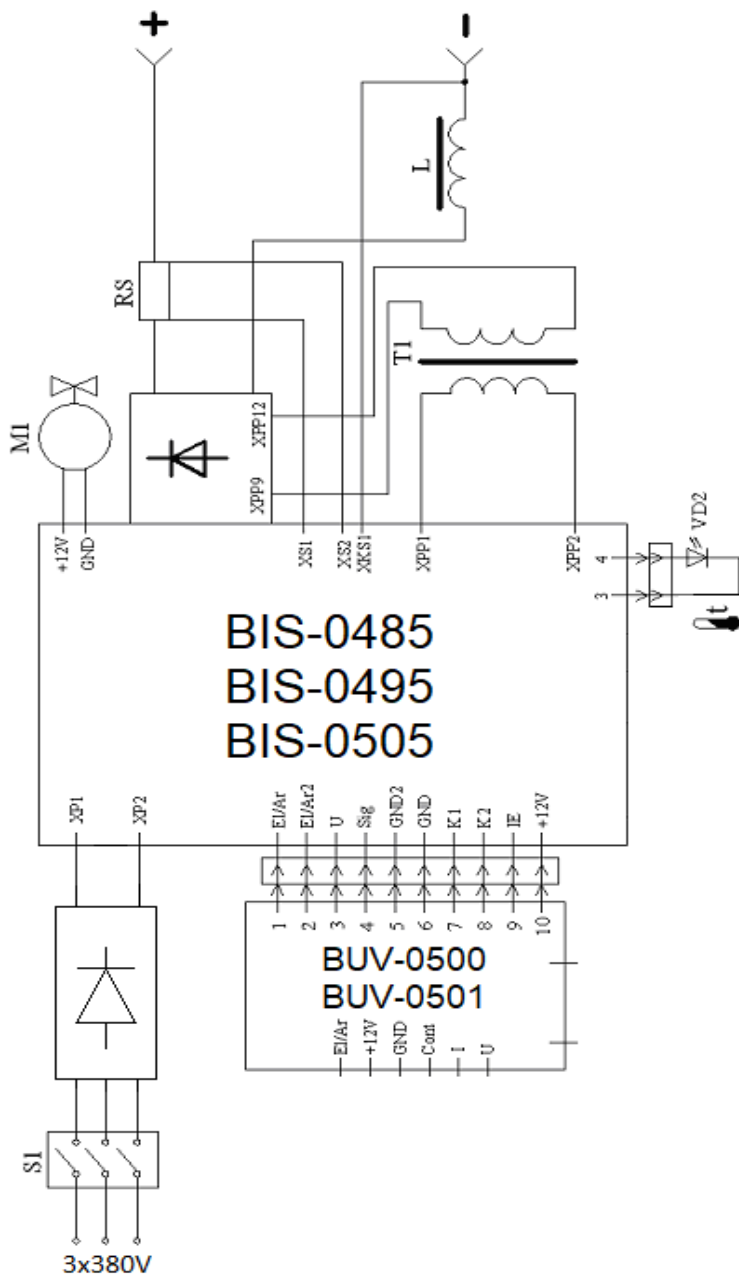 +
-
L
RS
T1
M1
+12V
GND
XPP9
XPP12
XS1
XS2
XKS1
XPP1
XPP2
3
4
VD2
t
BIS-0485
BIS-0495
BIS-0505
XP1
XP2
El/Ar
El/Ar2
U
Sig
GND2
GND
K1
K2
IE
+12V
1
2
3
4
5
6
7
8
9
10
BUV-0500
BUV-0501
El/Ar
+12V
GND
Cont
I
U
S1
3x380V